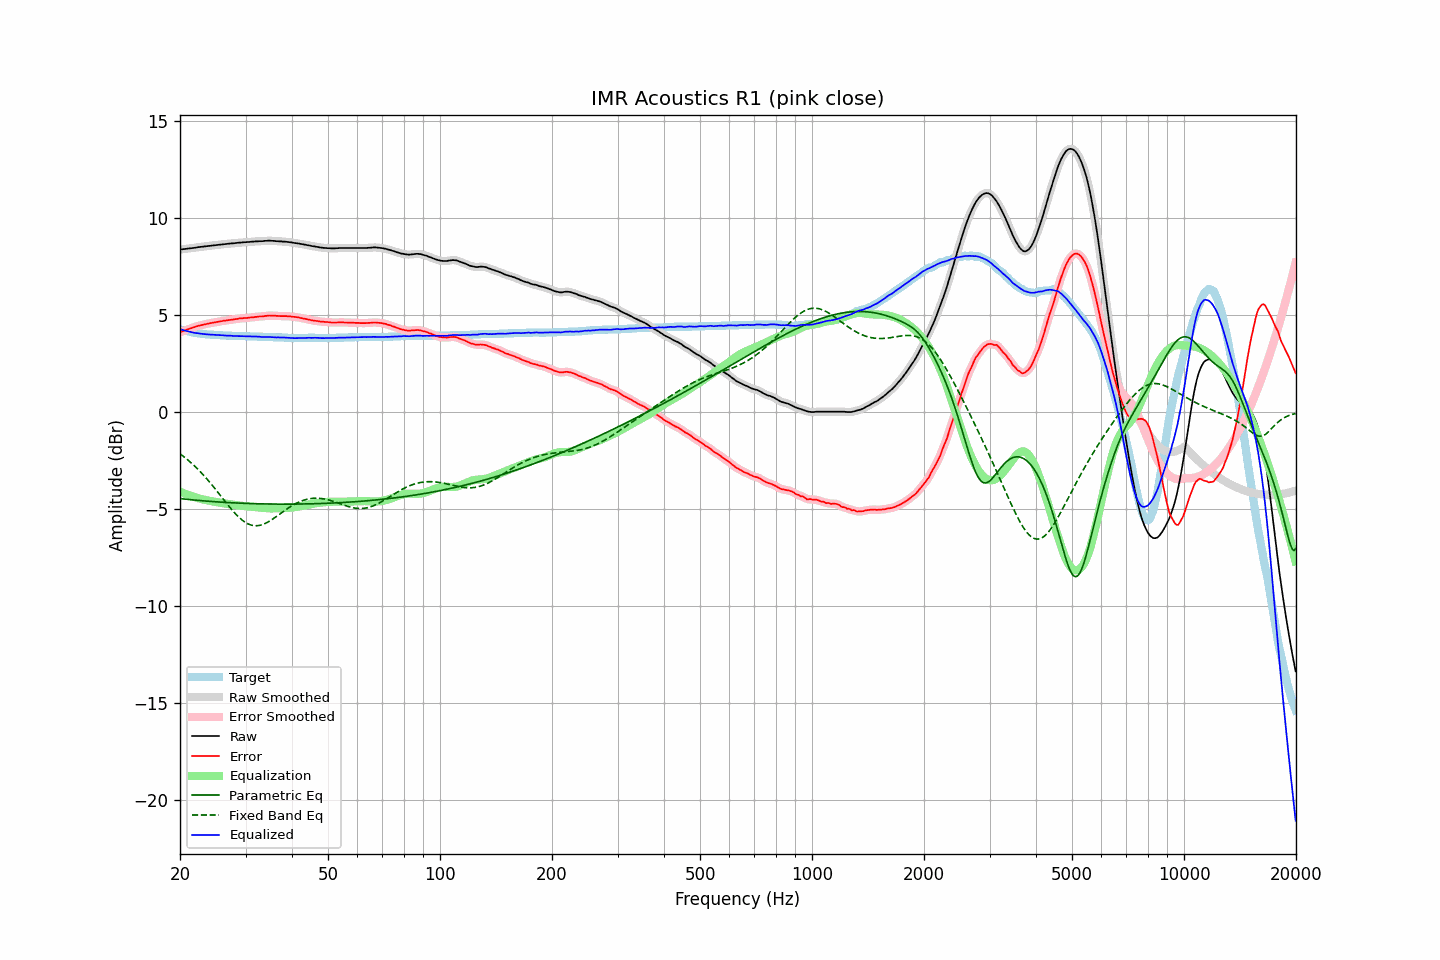 IMR Acoustics R1 (pink close)
15
10
5
0
−5
−10
−15
−20
Amplitude (dBr)
Target
Raw Smoothed
Error Smoothed
Raw
Error
Equalization
Parametric Eq
Fixed Band Eq
Equalized
20 50 100 200 500 1000 2000 5000 10000 20000
Frequency (Hz)